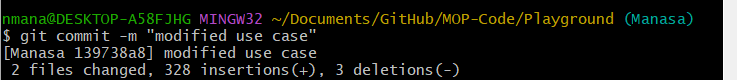 nmana@DESKTOP-A58FJHG MINGW32 ~/Documents/GitHub/MOP-Code/Playground (Manasa)
$ git commit -m "modified use case"
[Manasa 139738a8] modified use case
 2 files changed, 328 insertions(+), 3 deletions(-)